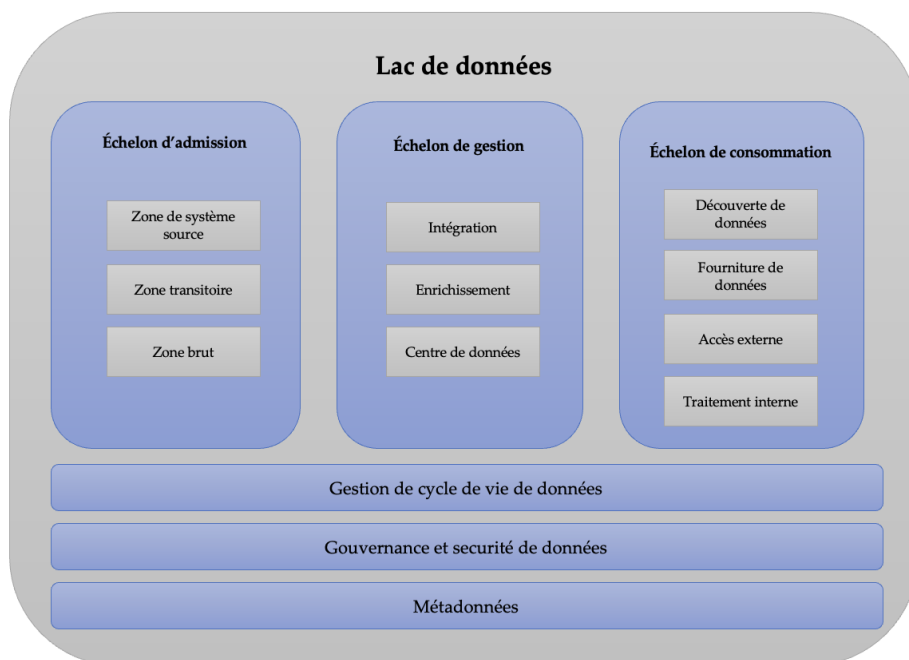 Lac de données
Échelon d'admission
Zone de système
source
Zone transitoire
Zone brut
Échelon de gestion
Intégration
Enrichissement
Centre de données
Échelon de consommation
Découverte de
données
Fourniture de
données
Accès externe
Traitement interne
Gestion de cycle de vie de données
Gouvernance et securité de données
Métadonnées